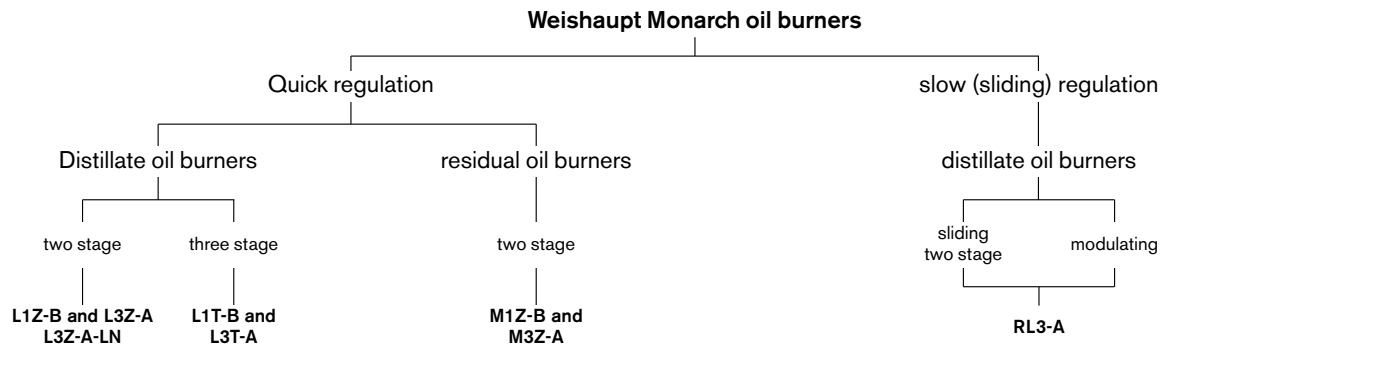 Weishaupt Monarch oil burners
Quick regulation
slow (sliding) regulation
Distillate oil burners
residual oil burners
distillate oil burners
two stage
three stage
two stage
sliding
two stage
modulating
L1Z-B and L3Z-A
L3Z-A-LN
L1T-B and
L3T-A
M1Z-B and
M3Z-A
RL3-A